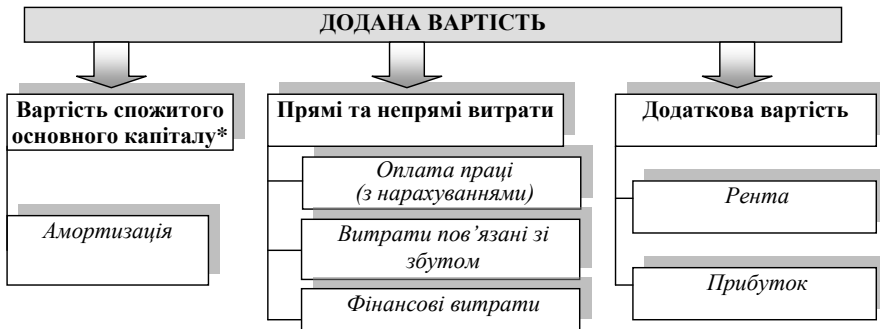 ДОДАНА ВАРТІСТЬ
Вартість спожитого
основного капіталу*
Амортизація
Прямі та непрямі витрати
Оплата праці
(з нарахуваннями)
Витрати пов’язані зі
збутом
Фінансові витрати
Додаткова вартість
Рента
Прибуток